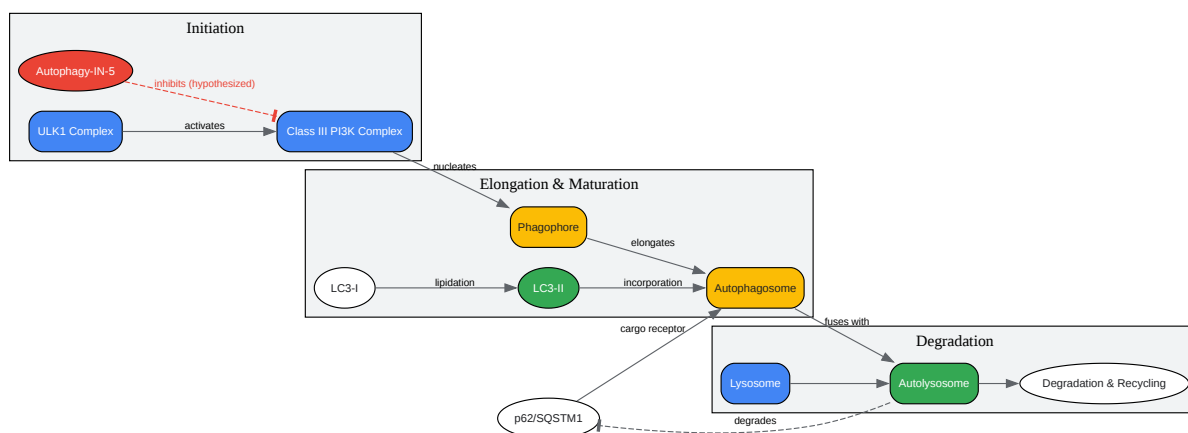 Initiation
Autophagy-IN-5
inhibits (hypothesized)
ULK1 Complex
activates
Class III PI3K Complex
nucleates
Elongation & Maturation
Phagophore
elongates
LC3-I
lipidation
LC3-II
incorporation
Autophagosome
cargo receptor
fuses with
Degradation
Lysosome
Autolysosome
Degradation & Recycling
p62/SQSTM1
degrades